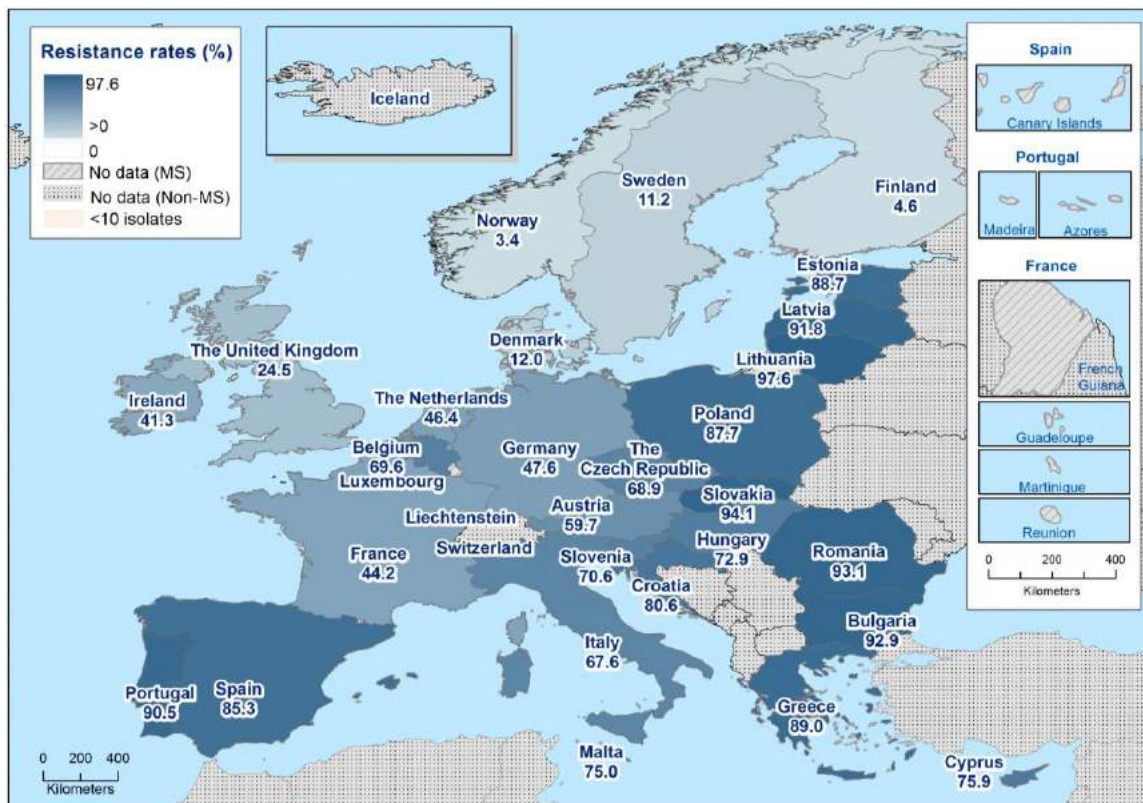 Resistance rates (%)
97.6
>0
0
No data (MS)
No data (Non-MS)
<10 isolates
Iceland
Sweden
11.2
Finland
4.6
Norway
3.4
Estonia
88.7
Latvia
91.8
Lithuania
97.6
Denmark
12.0
The United Kingdom
24.5
Ireland
41.3
The Netherlands
46.4
Belgium
69.6
Luxembourg
Germany
47.6
Poland
87.7
The
Czech Republic
68.9
Slovakia
94.1
Austria
59.7
Liechtenstein
Switzerland
France
44.2
Hungary
72.9
Slovenia
70.6
Croatia
80.6
Romania
93.1
Bulgaria
92.9
Italy
67.6
Portugal
90.5
Spain
85.3
Greece
89.0
Malta
75.0
Cyprus
75.9
0 200 400
Kilometers
Spain
Canary Islands
Portugal
Madeira
Azores
France
French
Guiana
Guadeloupe
Martinique
Reunion
0 200 400
Kilometers